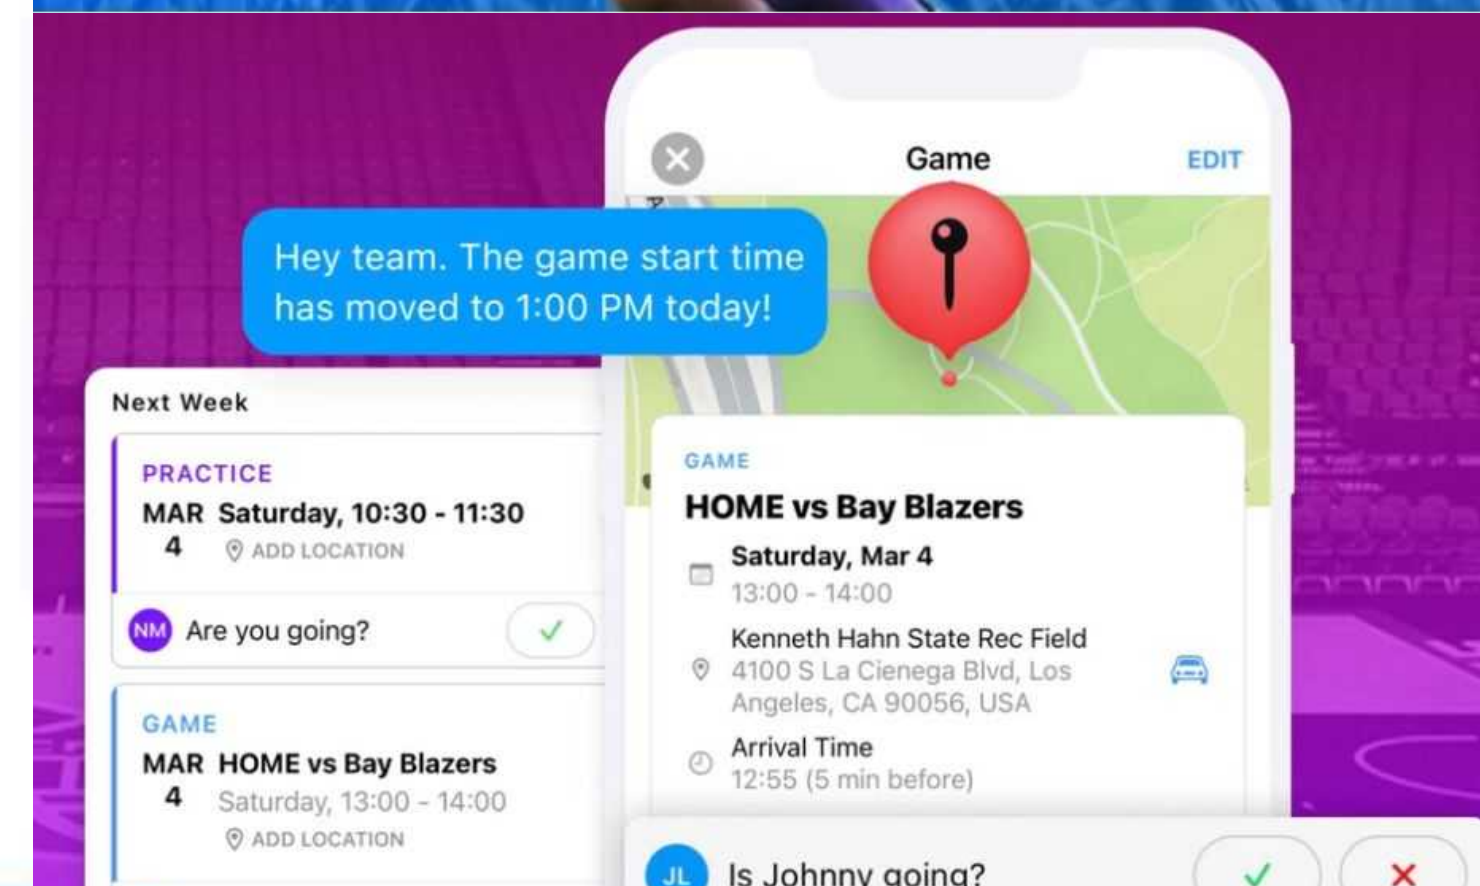 Game
EDIT
Hey team. The game start time
has moved to 1:00 PM today!
Next Week
PRACTICE
MAR Saturday, 10:30 - 11:30
4 ADD LOCATION
NM Are you going?
GAME
MAR HOME vs Bay Blazers
4 Saturday, 13:00 - 14:00
ADD LOCATION
GAME
HOME vs Bay Blazers
Saturday, Mar 4
13:00 - 14:00
Kenneth Hahn State Rec Field
4100 S La Cienega Blvd, Los
Angeles, CA 90056, USA
Arrival Time
12:55 (5 min before)
JL Is Johnny going?